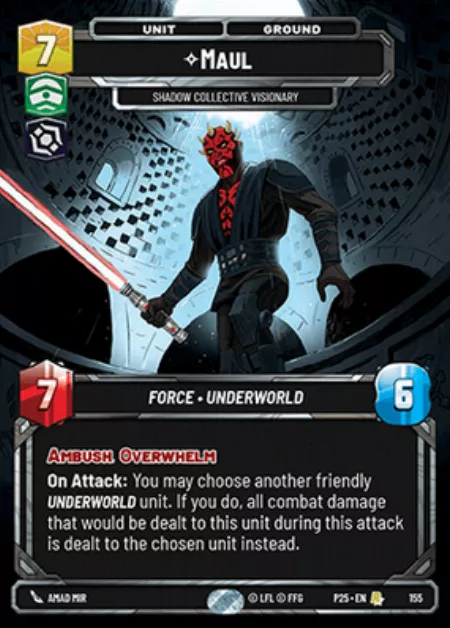 UNIT GROUND
7
✧MAUL
SHADOW COLLECTIVE VISIONARY
7 FORCE • UNDERWORLD 6
AMBUSH OVERWHELM
On Attack: You may choose another friendly
UNDERWORLD unit. If you do, all combat damage
that would be dealt to this unit during this attack
is dealt to the chosen unit instead.
AMAD MIR © LFL © FFG P25•EN 155